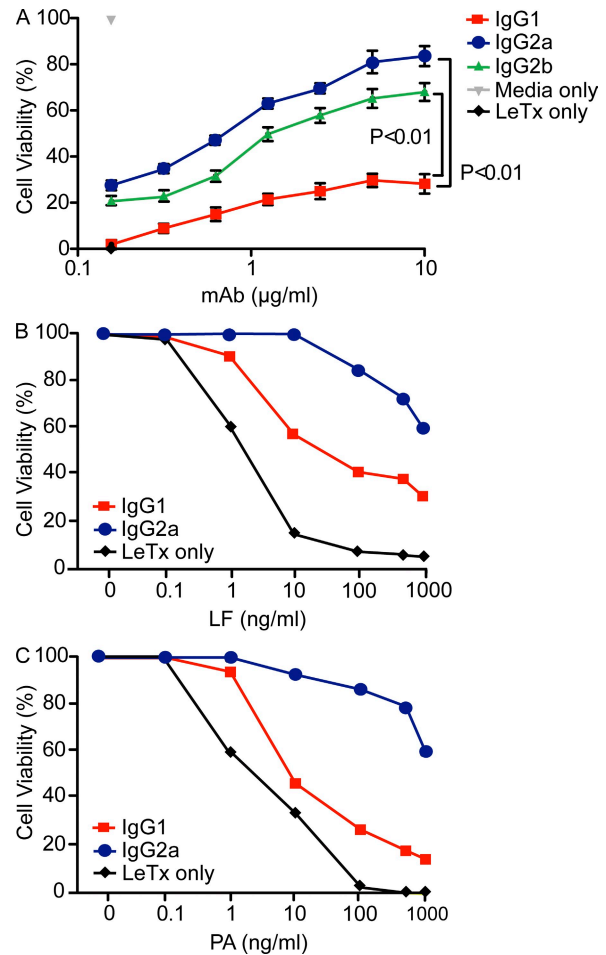 A
100
80
60
40
20
0
Cell Viability (%)
0.1
1
10
mAb (µg/ml)
P<0.01
P<0.01
IgG1
IgG2a
IgG2b
Media only
LeTx only
B
100
80
60
40
20
0
Cell Viability (%)
IgG1
IgG2a
LeTx only
0
0.1
1
10
100
1000
LF (ng/ml)
C
100
80
60
40
20
0
Cell Viability (%)
IgG1
IgG2a
LeTx only
0
0.1
1
10
100
1000
PA (ng/ml)